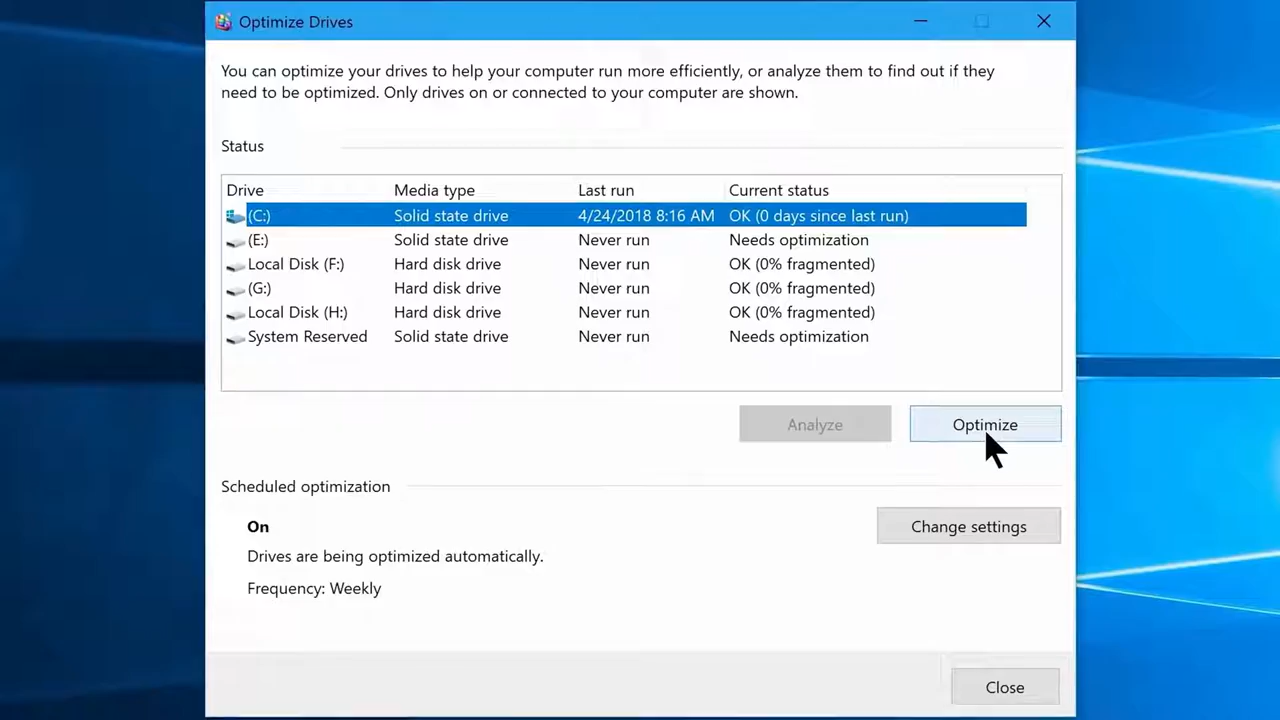 Optimize Drives
You can optimize your drives to help your computer run more efficiently, or analyze them to find out if they
need to be optimized. Only drives on or connected to your computer are shown.
Status
Drive Media type Last run Current status
(C:) Solid state drive 4/24/2018 8:16 AM OK (0 days since last run)
(E:) Solid state drive Never run Needs optimization
Local Disk (F:) Hard disk drive Never run OK (0% fragmented)
(G:) Hard disk drive Never run OK (0% fragmented)
Local Disk (H:) Hard disk drive Never run OK (0% fragmented)
System Reserved Solid state drive Never run Needs optimization
Analyze Optimize
Scheduled optimization
On
Change settings
Drives are being optimized automatically.
Frequency: Weekly
Close